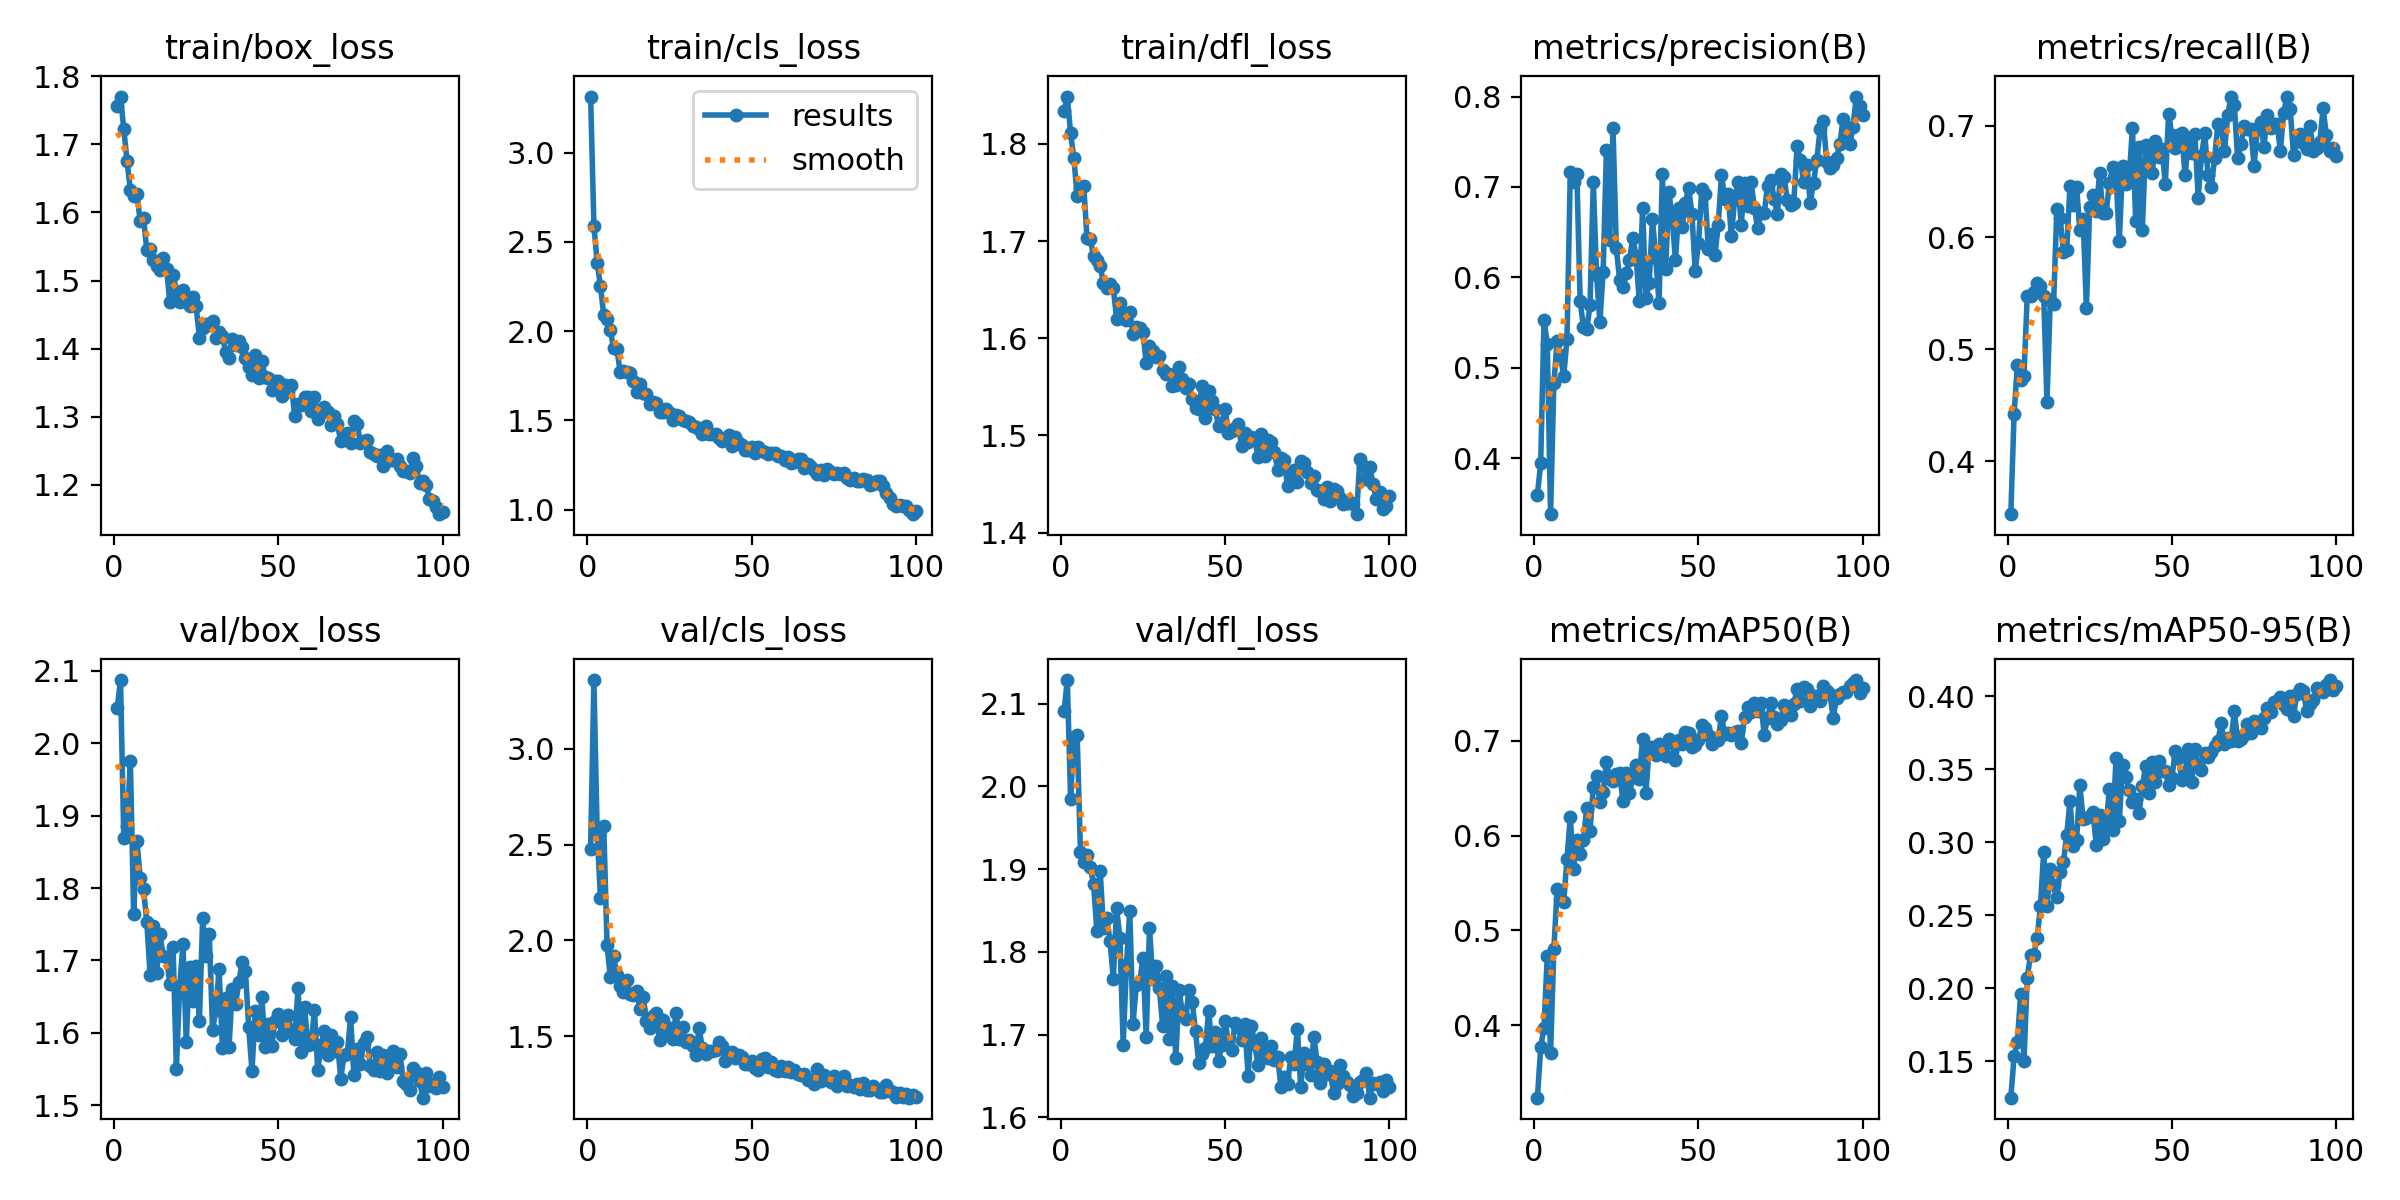 train/box_loss
train/cls_loss
train/dfl_loss
metrics/precision(B)
metrics/recall(B)
results
smooth
1.8
1.7
1.6
1.5
1.4
1.3
1.2
0 50 100
3.0
2.5
2.0
1.5
1.0
0 50 100
1.8
1.7
1.6
1.5
1.4
0 50 100
0.8
0.7
0.6
0.5
0.4
0 50 100
0.7
0.6
0.5
0.4
0 50 100
val/box_loss
val/cls_loss
val/dfl_loss
metrics/mAP50(B)
metrics/mAP50-95(B)
2.1
2.0
1.9
1.8
1.7
1.6
1.5
0 50 100
3.0
2.5
2.0
1.5
0 50 100
2.1
2.0
1.9
1.8
1.7
1.6
0 50 100
0.7
0.6
0.5
0.4
0 50 100
0.40
0.35
0.30
0.25
0.20
0.15
0 50 100